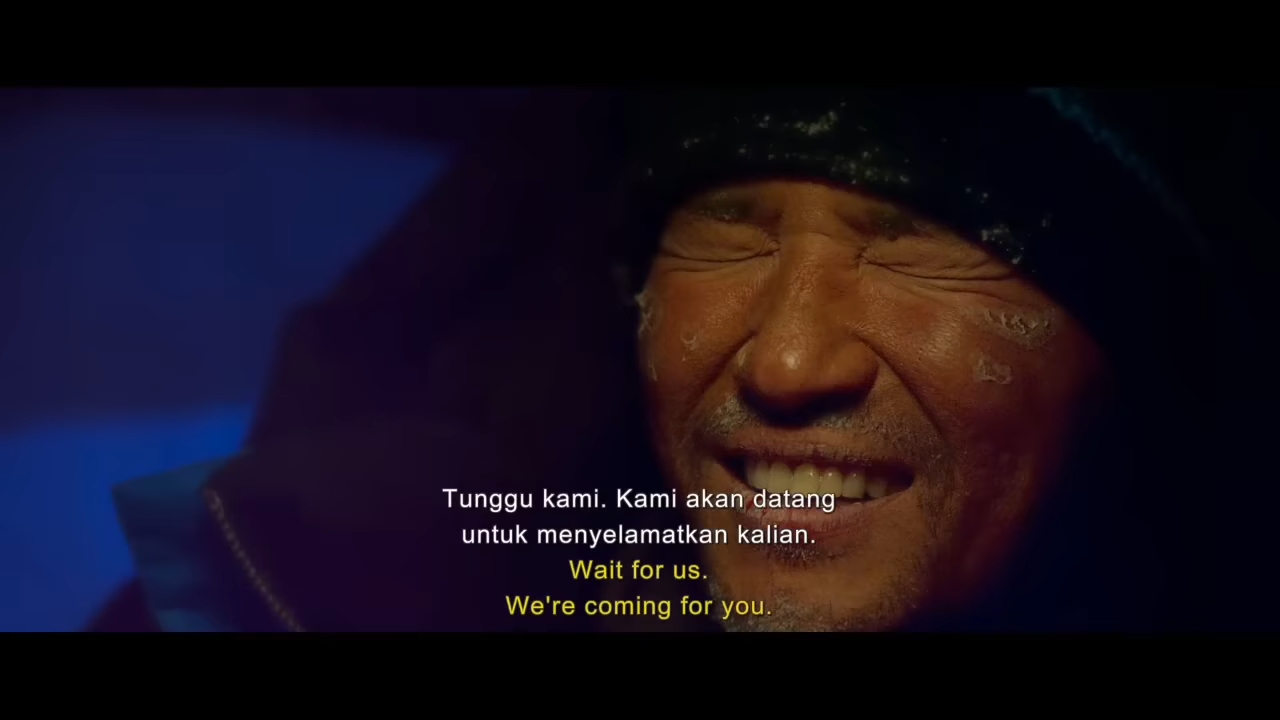 Tunggu kami. Kami akan datang
untuk menyelamatkan kalian.
Wait for us.
We're coming for you.